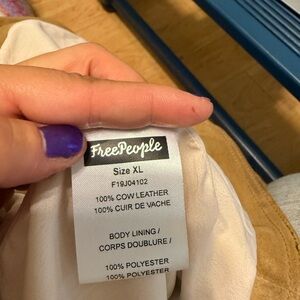 FreePeople
Size XL
F19J04102
100% COW LEATHER
100% CUIR DE VACHE
BODY LINING /
CORPS DOUBLURE /
100% POLYESTER
100% POLYESTER